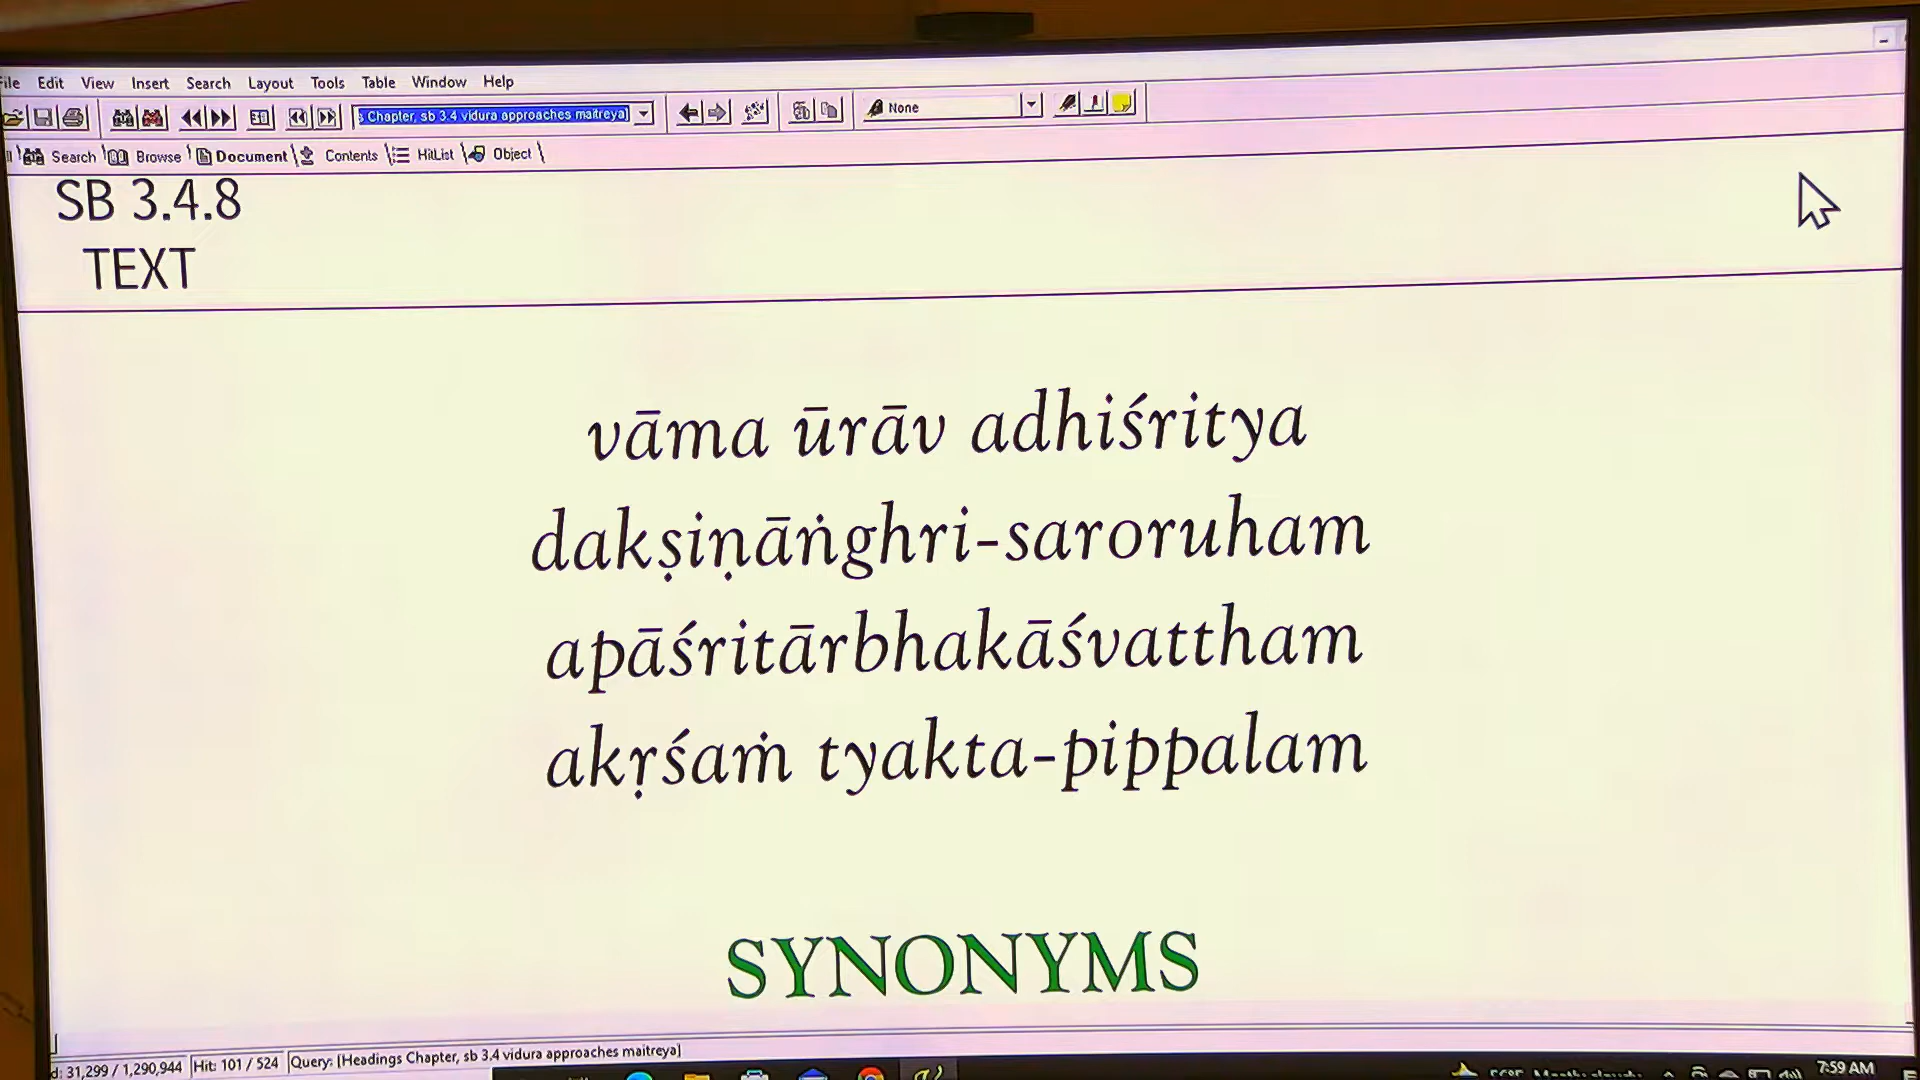 File Edit View Insert Search Layout Tools Table Window Help
s Chapter, sb 3.4 vidura approaches maitreya] None
Search Browse Document Contents HitList Object
SB 3.4.8
TEXT
vāma ūrāv adhiśritya
dakṣiṇāṅghri-saroruham
apāśritārbhakāśvattham
akṛśaṁ tyakta-pippalam
SYNONYMS
d: 31,299 / 1,290,944 Hit: 101 / 524 Query: [Headings Chapter, sb 3.4 vidura approaches maitreya]
7:59 AM